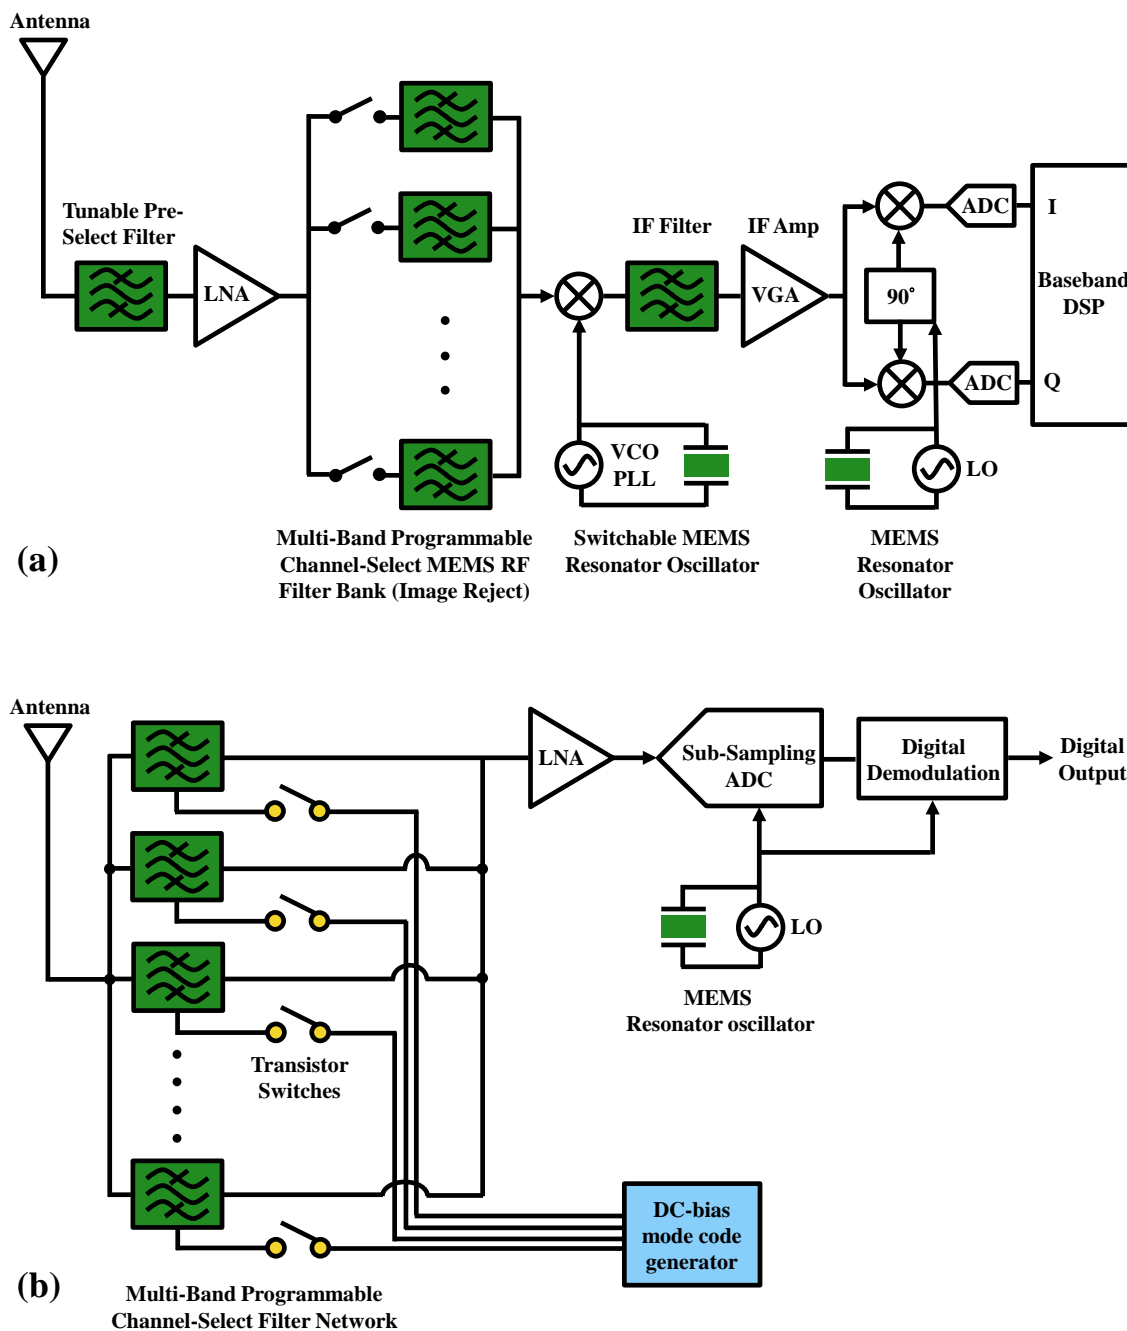 Antenna
Tunable Pre-
Select Filter
LNA
IF Filter
IF Amp
VGA
90°
ADC
I
Baseband
DSP
ADC
Q
VCO
PLL
LO
Multi-Band Programmable
Channel-Select MEMS RF
Filter Bank (Image Reject)
Switchable MEMS
Resonator Oscillator
MEMS
Resonator
Oscillator
(a)
Antenna
LNA
Sub-Sampling
ADC
Digital
Demodulation
Digital
Output
LO
MEMS
Resonator oscillator
Transistor
Switches
DC-bias
mode code
generator
(b)
Multi-Band Programmable
Channel-Select Filter Network